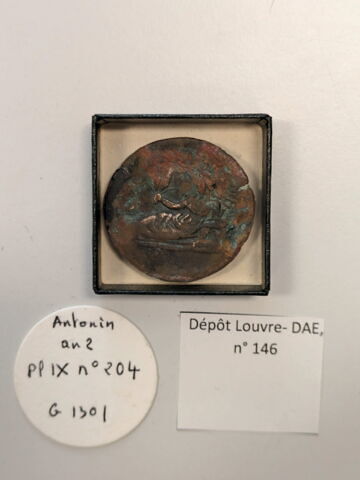 Antonin
an 2
pl IX n° 204
G 1301
Dépôt Louvre- DAE,
n° 146